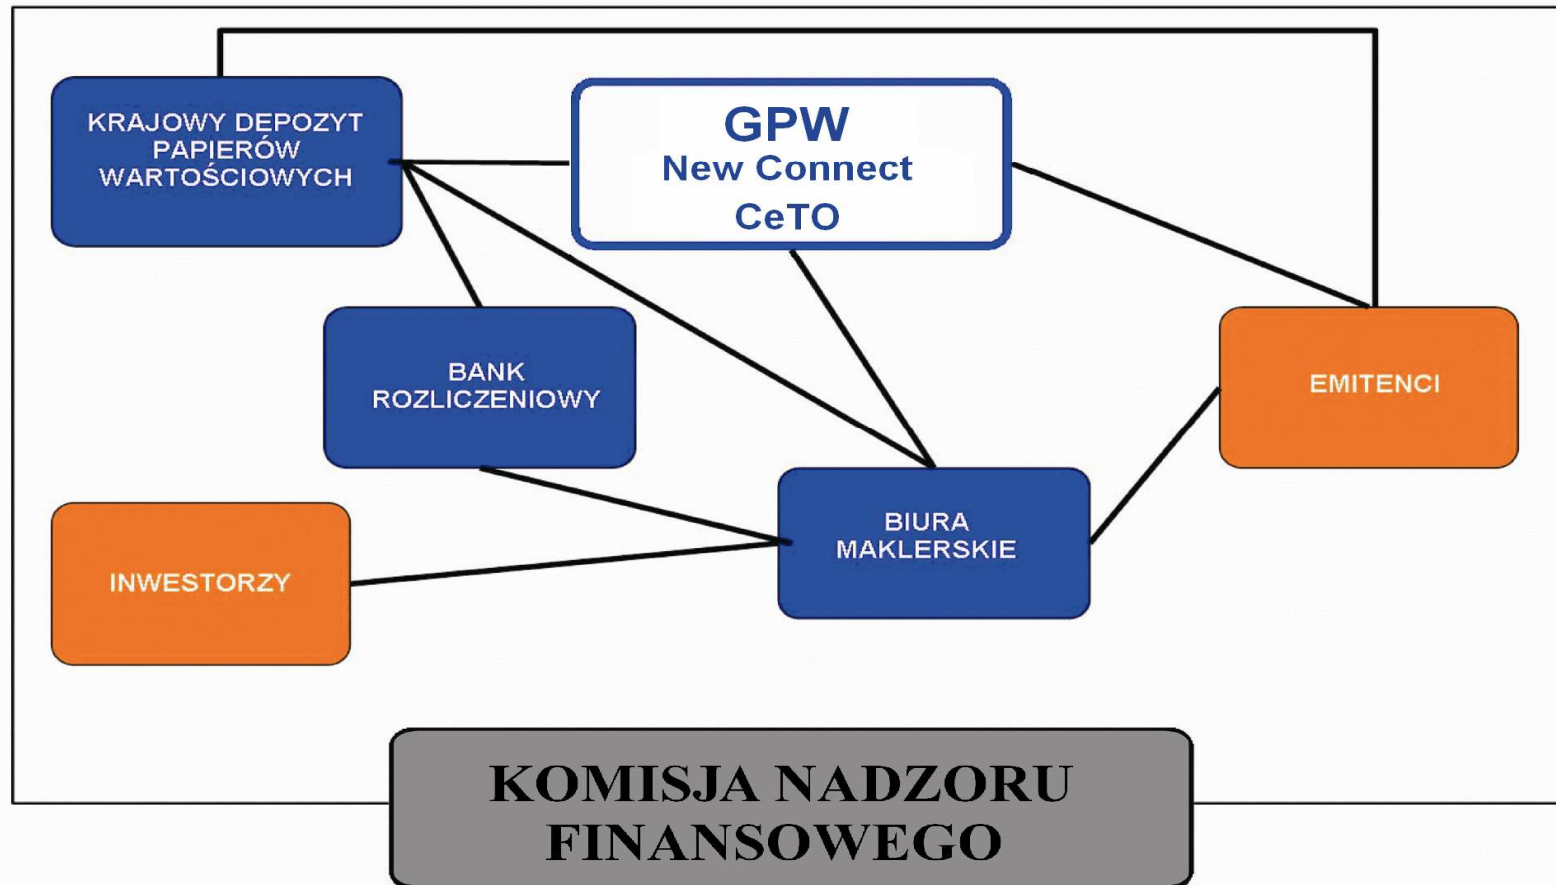 KRAJOWY DEPOZYT
PAPIERÓW
WARTOŚCIOWYCH
GPW
New Connect
CeTO
BANK
ROZLICZENIOWY
EMITENCI
BIURA
MAKLERSKIE
INWESTORZY
KOMISJA NADZORU
FINANSOWEGO